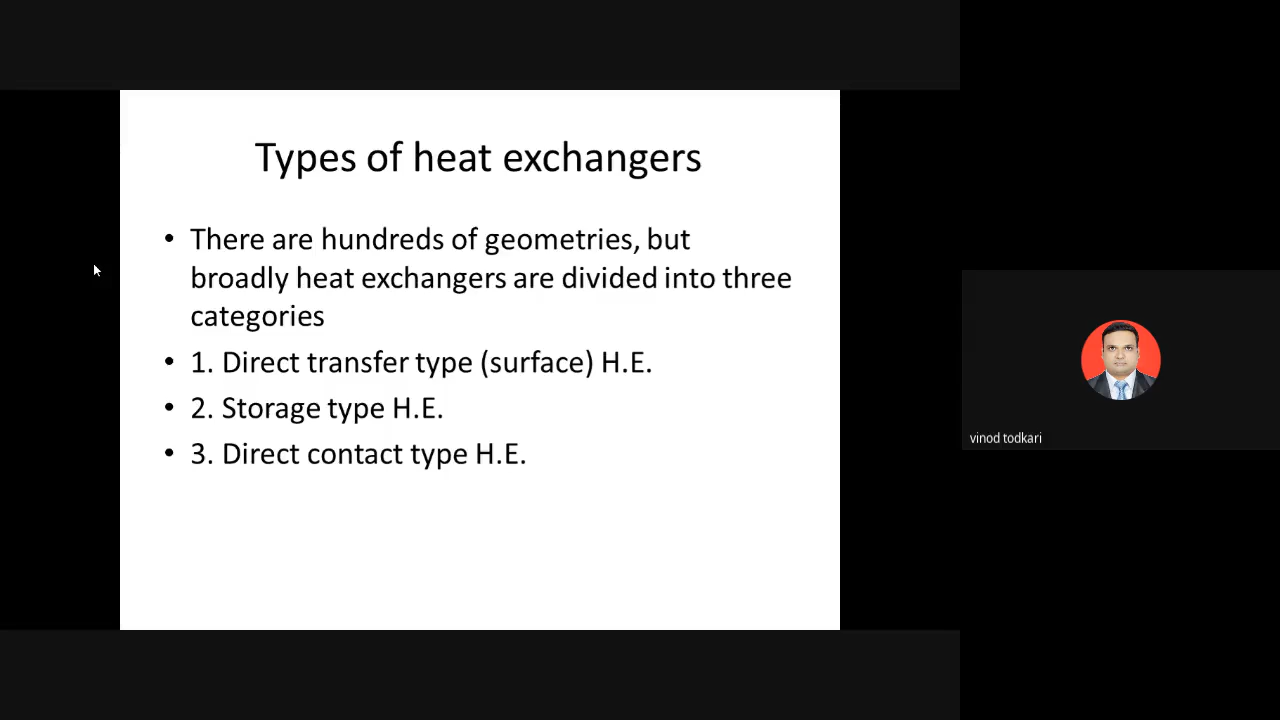 Types of heat exchangers
• There are hundreds of geometries, but
broadly heat exchangers are divided into three
categories
• 1. Direct transfer type (surface) H.E.
• 2. Storage type H.E.
• 3. Direct contact type H.E.
vinod todkari